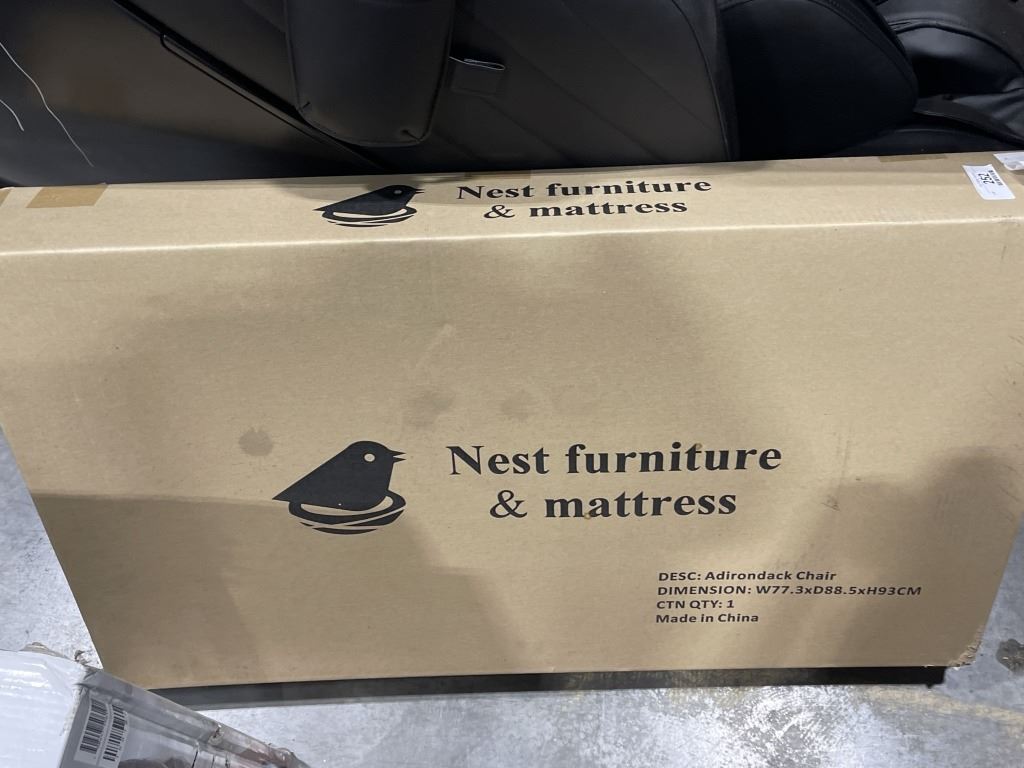 Nest furniture
& mattress
252
Nest furniture
& mattress
DESC: Adirondack Chair
DIMENSION: W77.3xD88.5xH93CM
CTN QTY: 1
Made in China